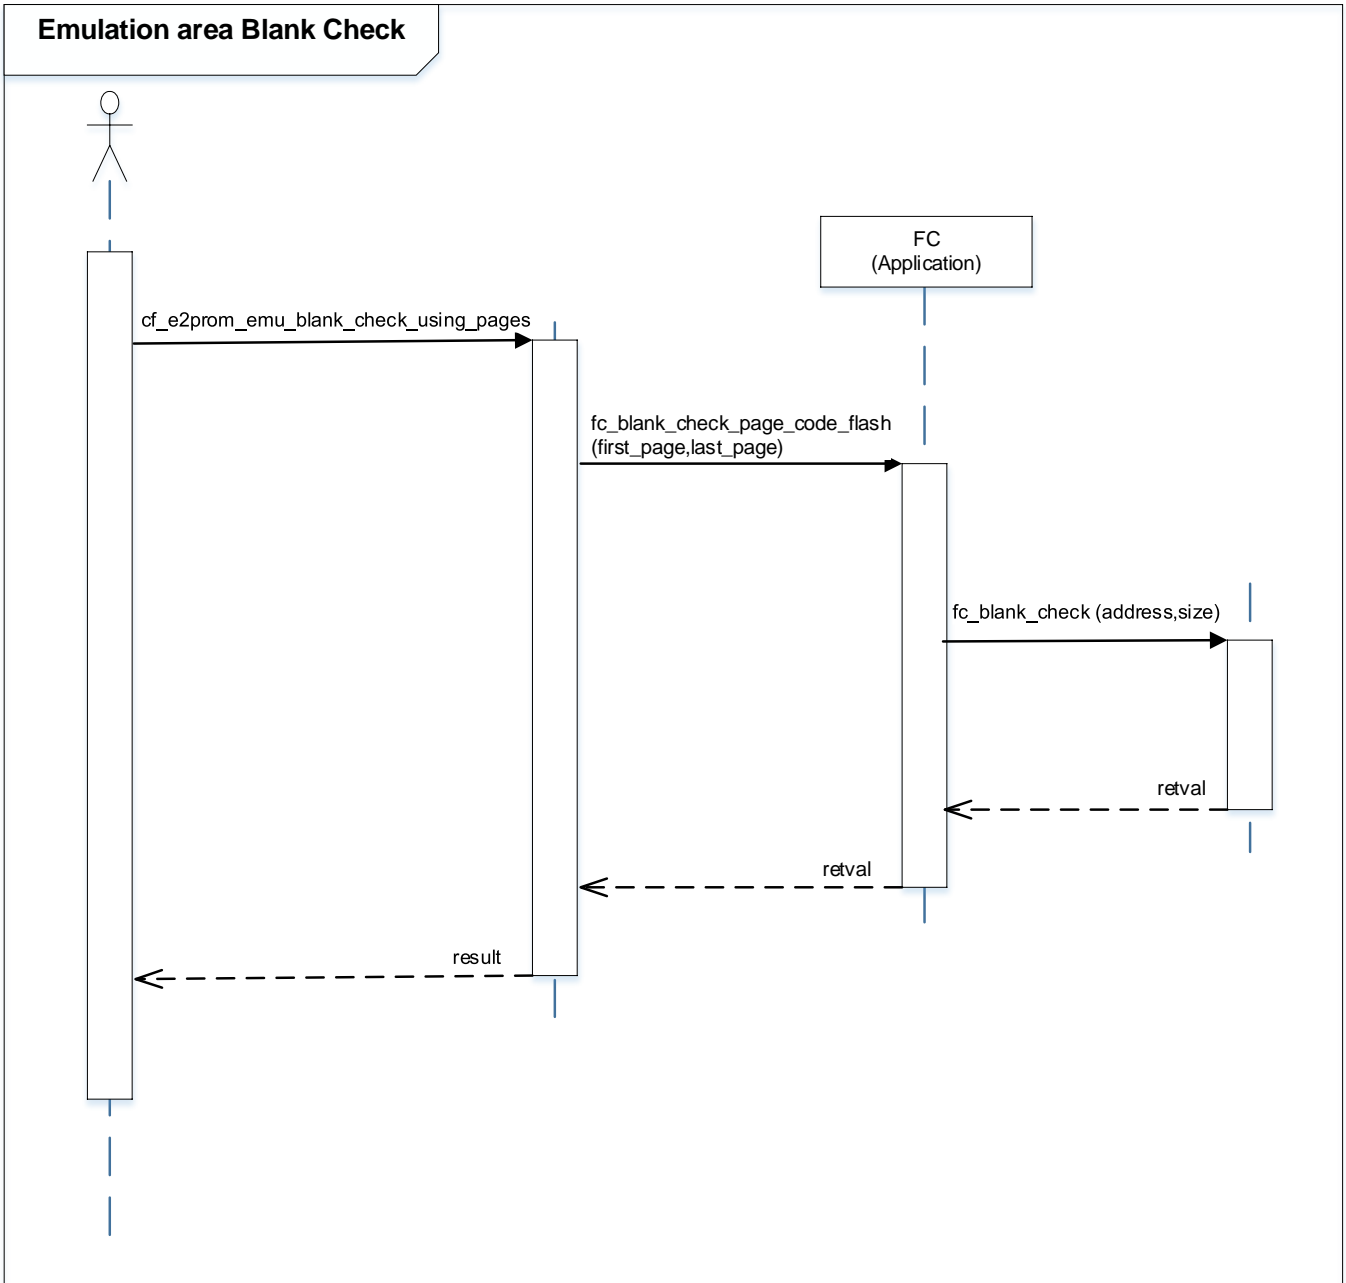 Emulation area Blank Check
FC
(Application)
cf_e2prom_emu_blank_check_using_pages
fc_blank_check_page_code_flash
(first_page,last_page)
fc_blank_check (address,size)
retval
retval
result